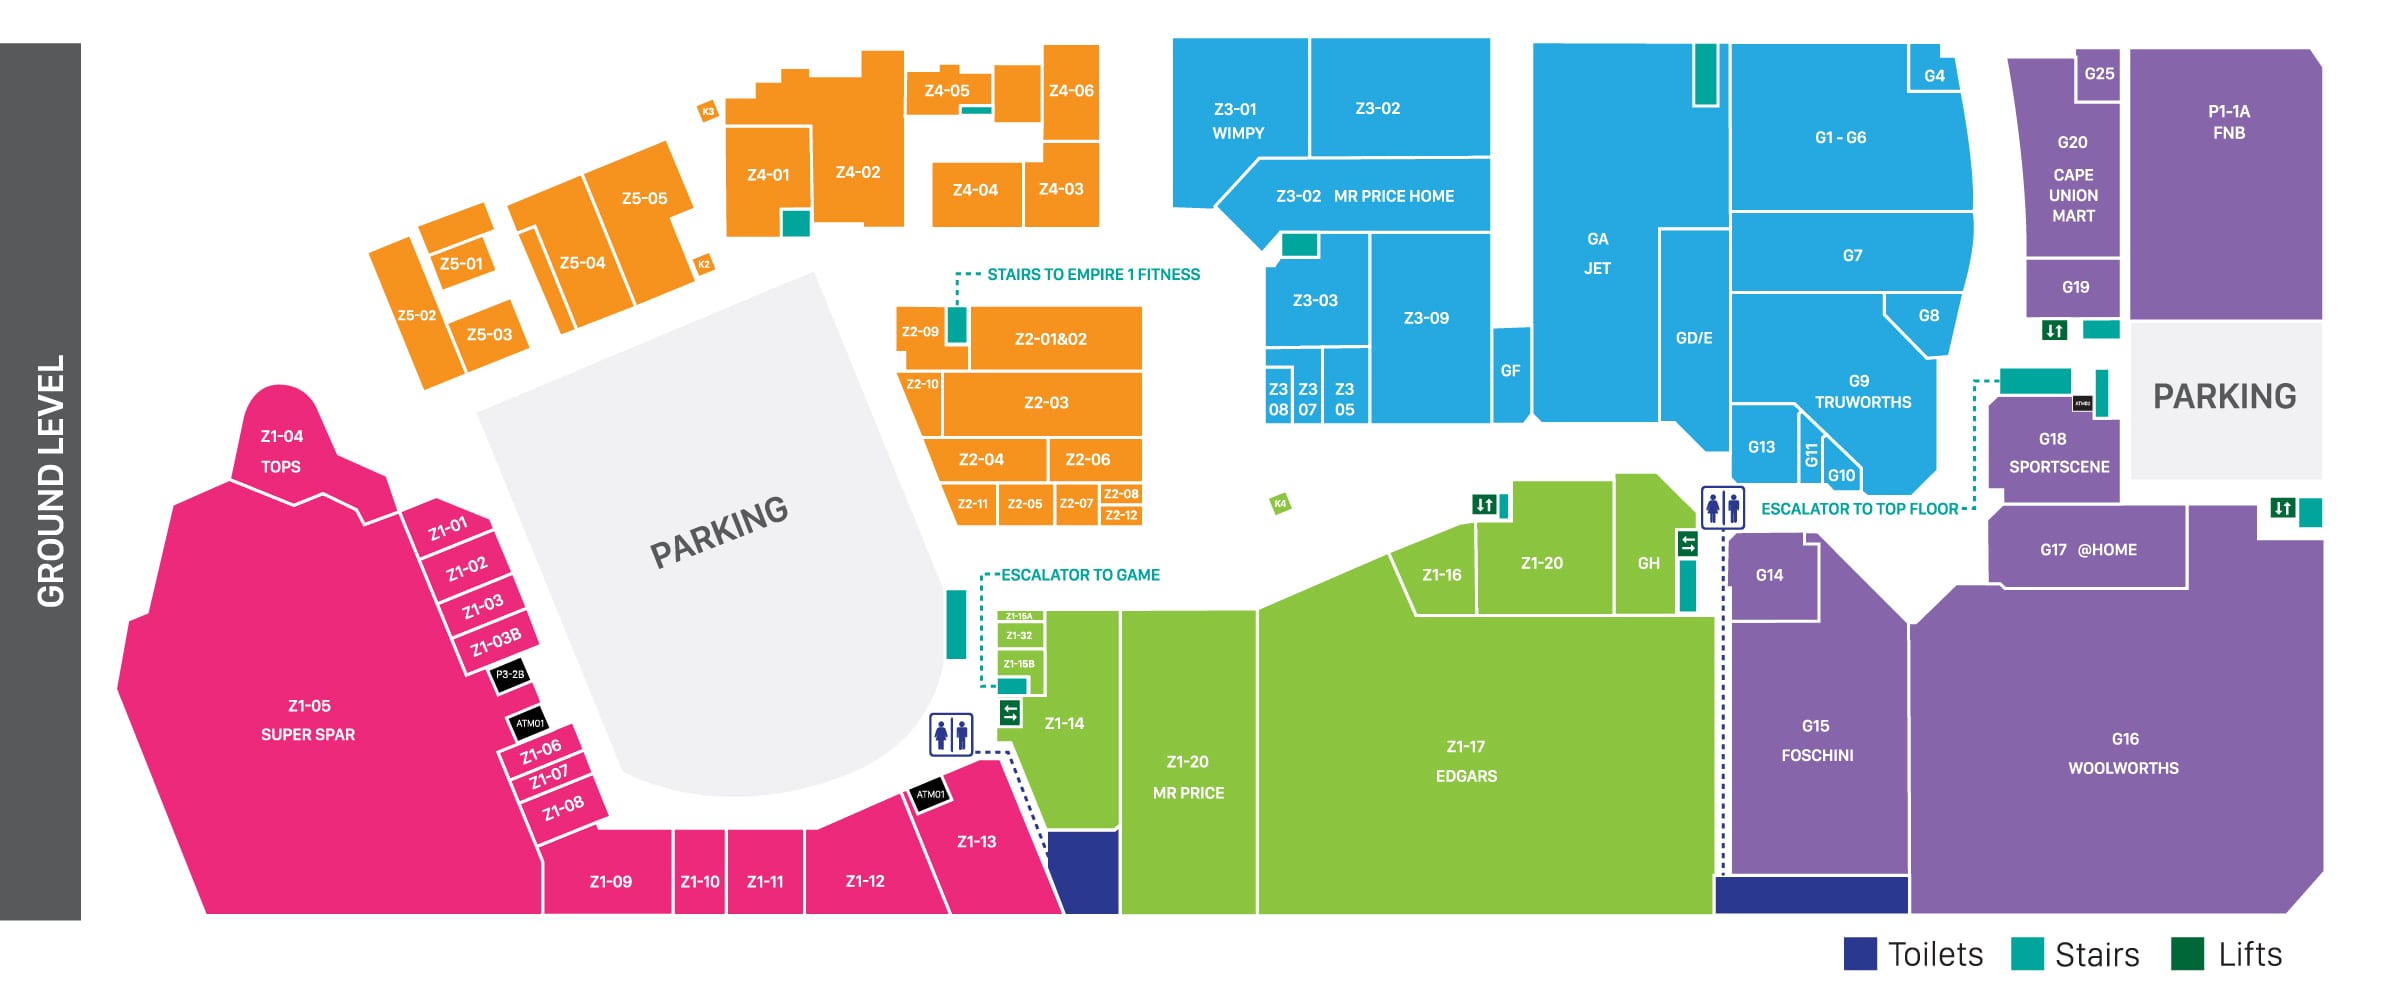 GROUND LEVEL
K3
Z4-01
Z4-02
Z4-05
Z4-06
Z4-04
Z4-03
Z5-05
Z5-04
K2
Z5-01
Z5-02
Z5-03
PARKING
STAIRS TO EMPIRE 1 FITNESS
Z2-09
Z2-01&02
Z2-10
Z2-03
Z2-04
Z2-06
Z2-11
Z2-05
Z2-07
Z2-08
Z2-12
Z1-04
TOPS
Z1-01
Z1-02
Z1-03
Z1-03B
P3-2B
ATM01
Z1-05
SUPER SPAR
Z1-06
Z1-07
Z1-08
Z1-09
Z1-10
Z1-11
Z1-12
ATM01
Z1-13
ESCALATOR TO GAME
Z1-15A
Z1-32
Z1-15B
Z1-14
Z1-20
MR PRICE
K4
Z1-16
Z1-20
GH
Z1-17
EDGARS
Z3-01
WIMPY
Z3-02
Z3-02 MR PRICE HOME
Z3-03
Z3-09
Z3
08
Z3
07
Z3
05
GF
GA
JET
GD/E
G4
G1 - G6
G7
G8
G9
TRUWORTHS
G13
G11
G10
ESCALATOR TO TOP FLOOR
G25
G20
CAPE
UNION
MART
G19
P1-1A
FNB
PARKING
ATM02
G18
SPORTSCENE
G17 @HOME
G14
G15
FOSCHINI
G16
WOOLWORTHS
Toilets
Stairs
Lifts